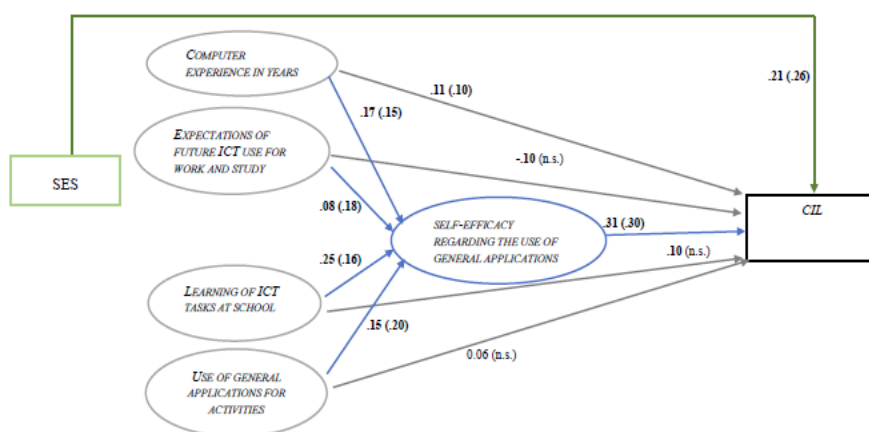 COMPUTER
EXPERIENCE IN YEARS
.21 (.26)
.11 (.10)
.17 (.15)
EXPECTATIONS OF
FUTURE ICT USE FOR
WORK AND STUDY
-.10 (n.s.)
SES
.08 (.18)
CIL
SELF-EFFICACY
REGARDING THE USE OF
GENERAL APPLICATIONS
.31 (.30)
.25 (.16)
.10 (n.s.)
LEARNING OF ICT
TASKS AT SCHOOL
.15 (.20)
0.06 (n.s.)
USE OF GENERAL
APPLICATIONS FOR
ACTIVITIES